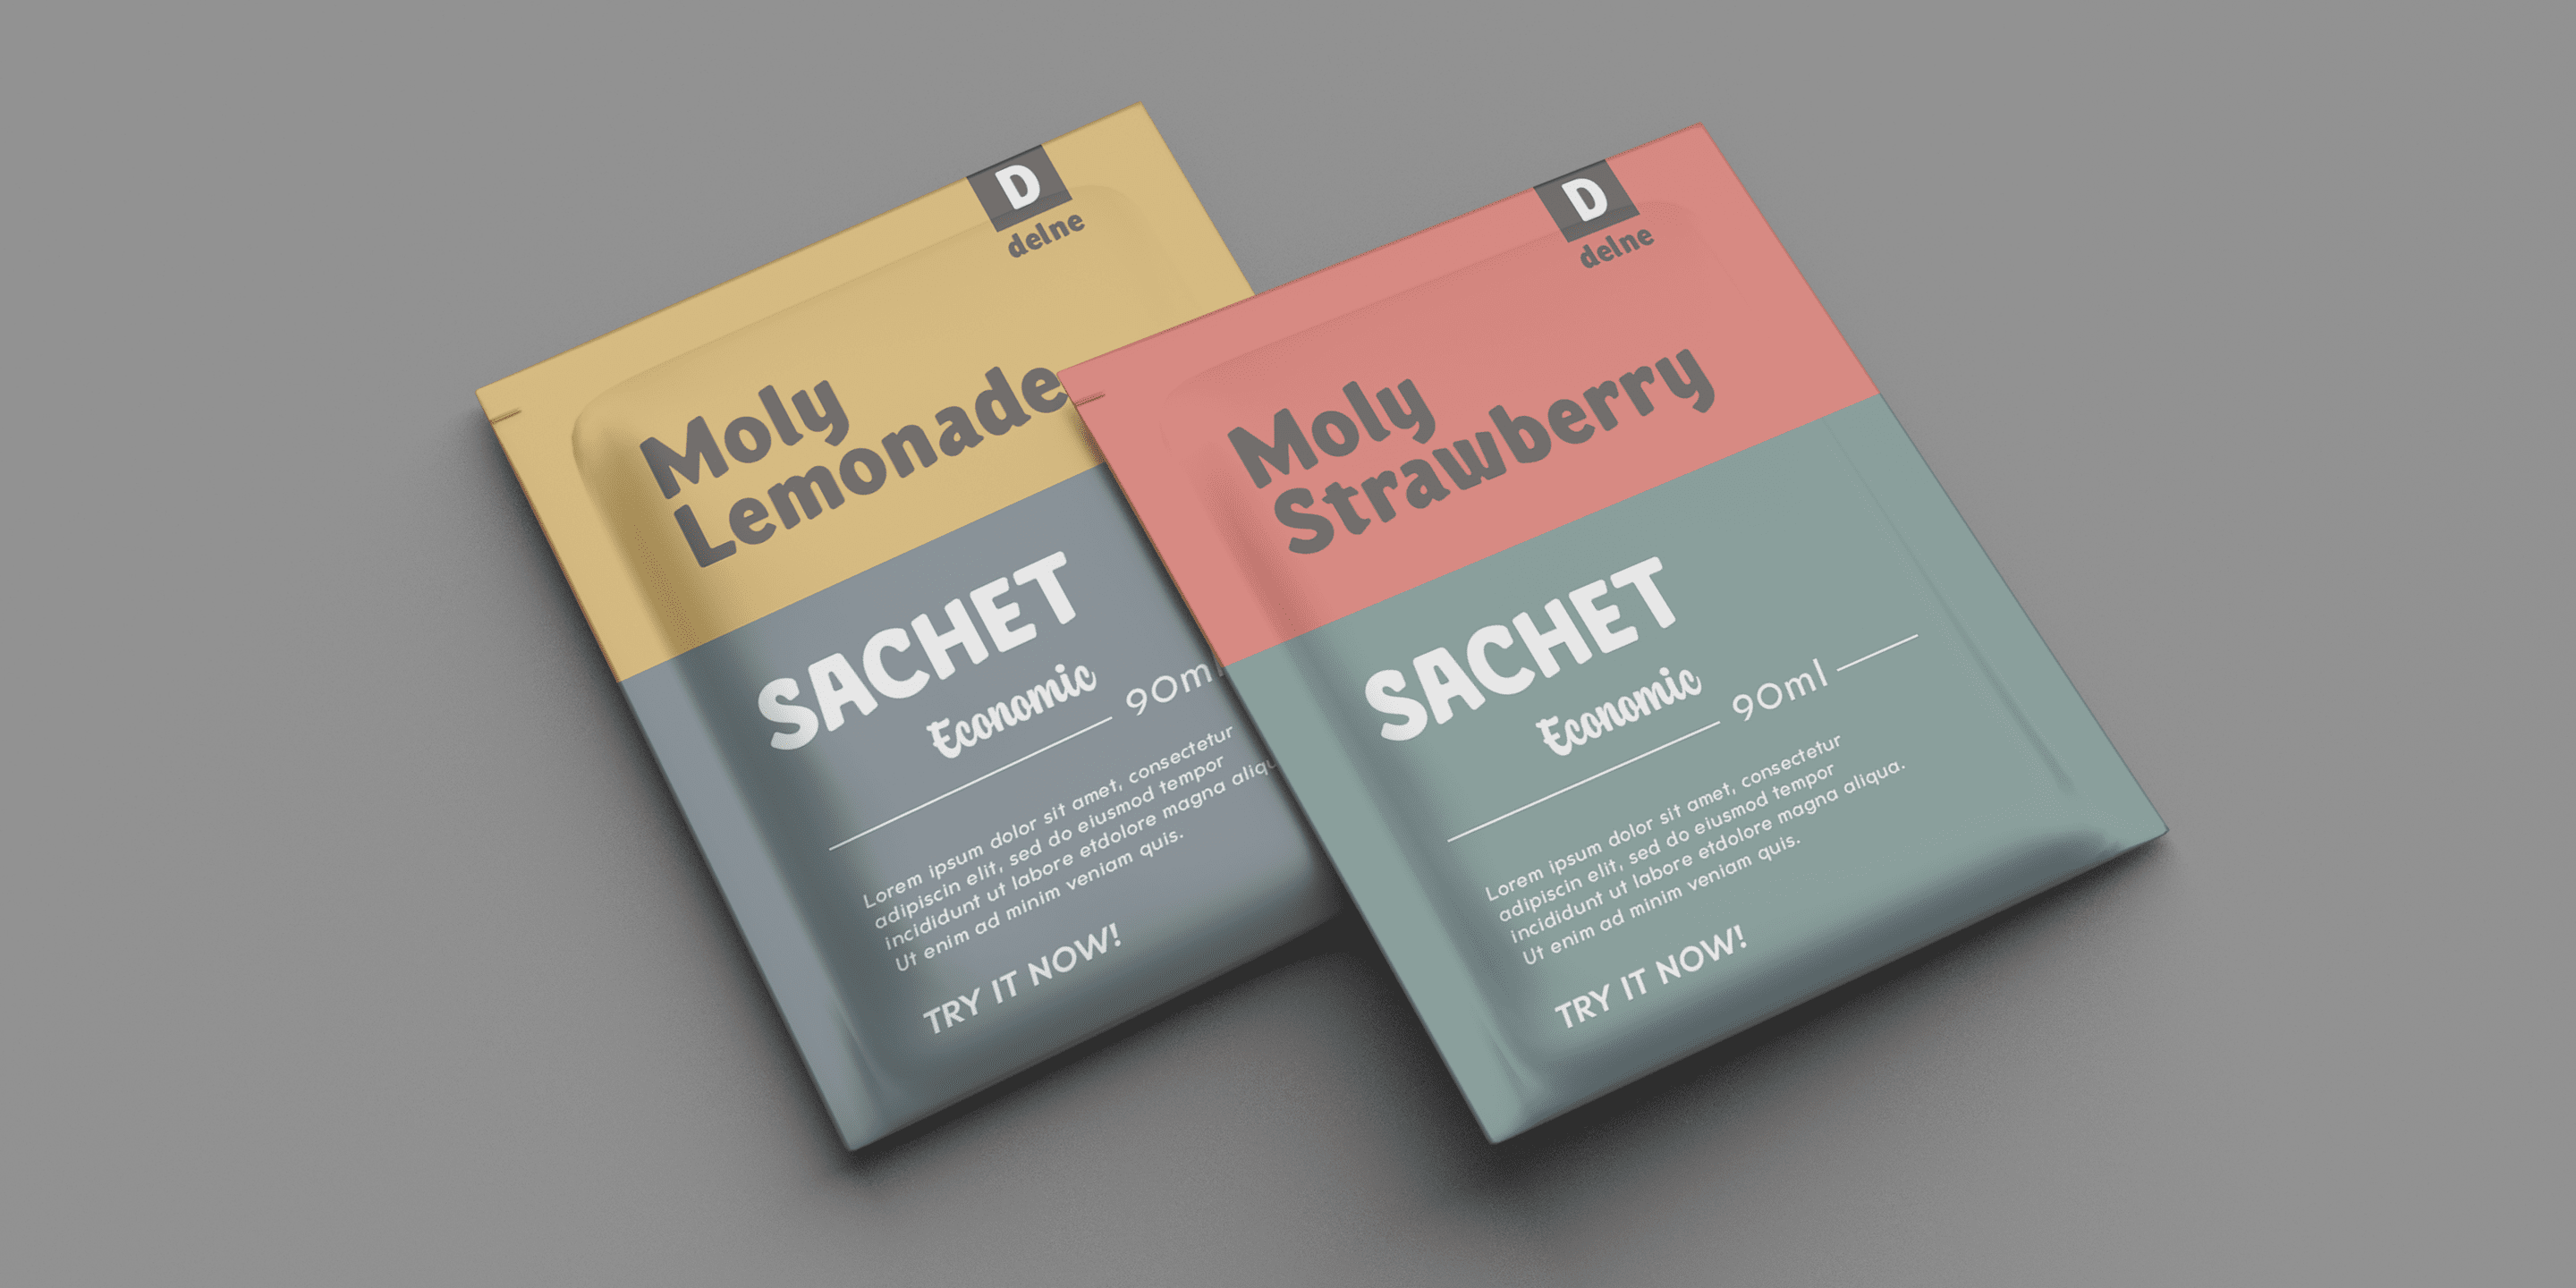 D
delne
Moly
Lemonade
SACHET
Economic
90ml
Lorem ipsum dolor sit amet, consectetur
adipiscin elit, sed do eiusmod tempor
incididunt ut labore etdolore magna aliqu
Ut enim ad minim veniam quis.
TRY IT NOW!
D
delne
Moly
Strawberry
SACHET
Economic
90ml
Lorem ipsum dolor sit amet, consectetur
adipiscin elit, sed do eiusmod tempor
incididunt ut labore etdolore magna aliqua.
Ut enim ad minim veniam quis.
TRY IT NOW!